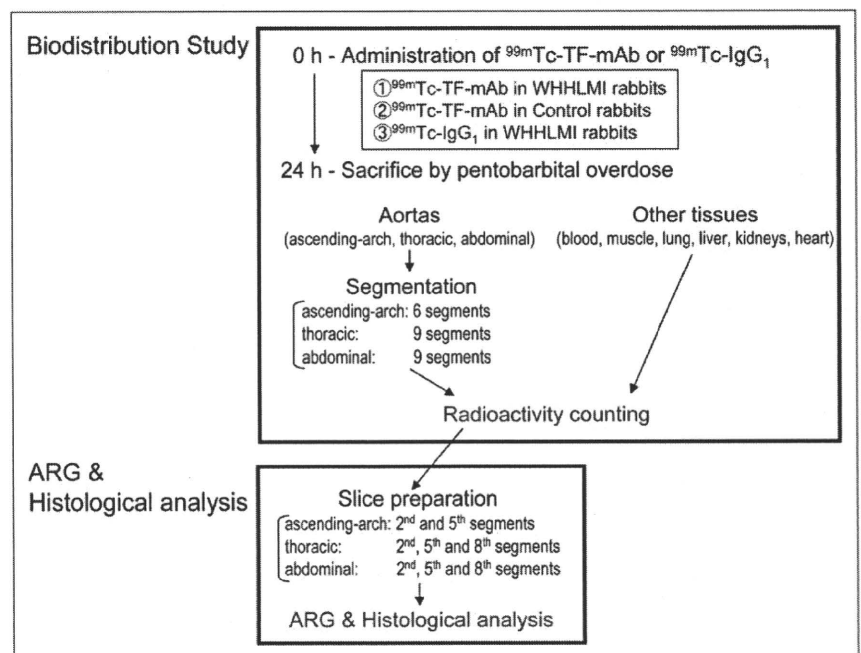 Biodistribution Study
0 h - Administration of 99mTc-TF-mAb or 99mTc-IgG1
①99mTc-TF-mAb in WHHLMI rabbits
②99mTc-TF-mAb in Control rabbits
③99mTc-IgG1 in WHHLMI rabbits
24 h - Sacrifice by pentobarbital overdose
Aortas
(ascending-arch, thoracic, abdominal)
Other tissues
(blood, muscle, lung, liver, kidneys, heart)
Segmentation
ascending-arch: 6 segments
thoracic: 9 segments
abdominal: 9 segments
Radioactivity counting
ARG &
Histological analysis
Slice preparation
ascending-arch: 2nd and 5th segments
thoracic: 2nd, 5th and 8th segments
abdominal: 2nd, 5th and 8th segments
ARG & Histological analysis